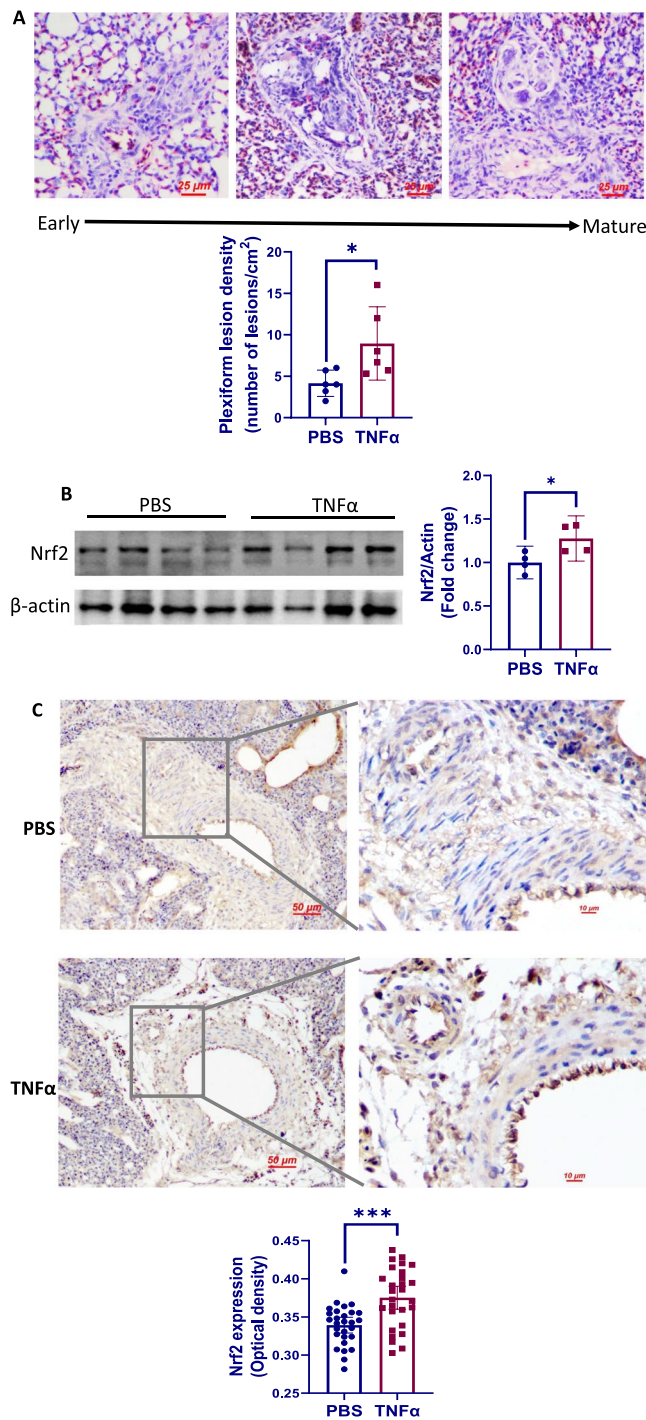 A
25 μm
25 μm
25 μm
Early
Mature
Plexiform lesion density
(number of lesions/cm²)
20
15
10
5
0
*
PBS
TNFα
B
PBS
TNFα
Nrf2
β-actin
Nrf2/Actin
(Fold change)
2.0
1.5
1.0
0.5
0.0
*
PBS
TNFα
C
PBS
50 μm
10 μm
TNFα
50 μm
10 μm
Nrf2 expression
(Optical density)
0.45
0.40
0.35
0.30
0.25
***
PBS
TNFα